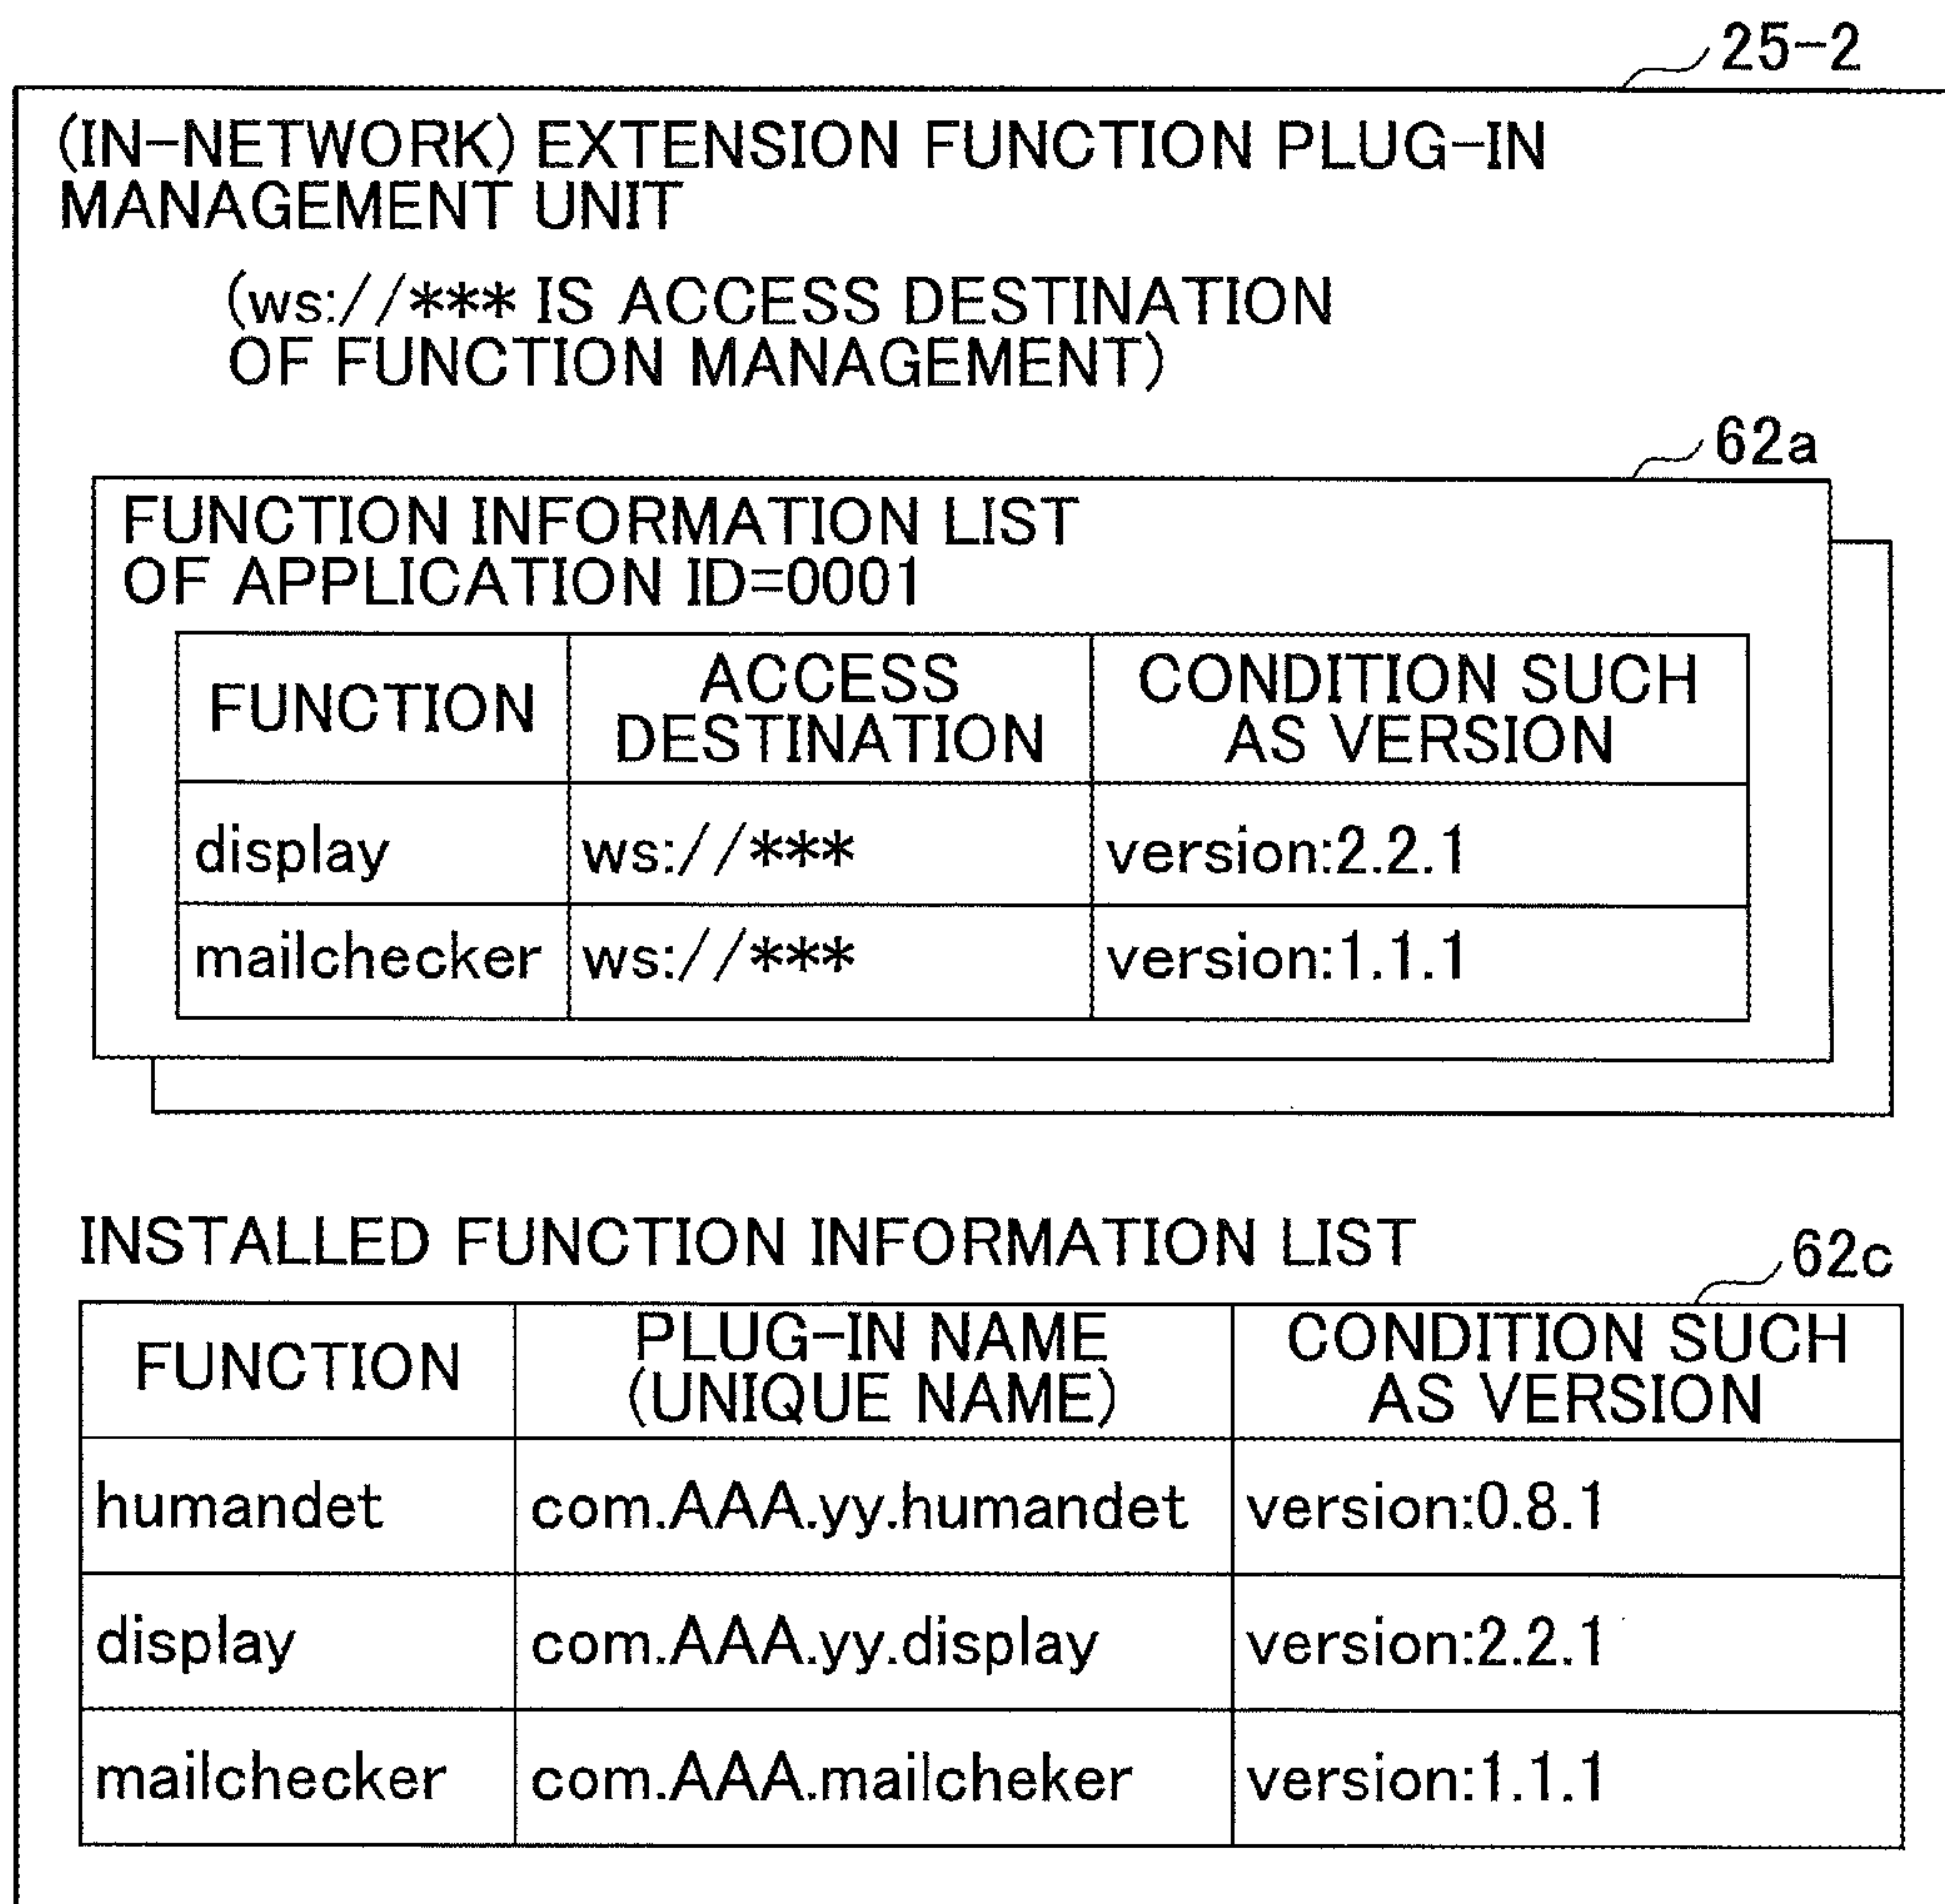 25-2
(IN-NETWORK) EXTENSION FUNCTION PLUG-IN
MANAGEMENT UNIT
(ws://*** IS ACCESS DESTINATION
OF FUNCTION MANAGEMENT)
62a
FUNCTION INFORMATION LIST
OF APPLICATION ID=0001
FUNCTION ACCESS DESTINATION CONDITION SUCH AS VERSION
display ws://*** version:2.2.1
mailchecker ws://*** version:1.1.1
INSTALLED FUNCTION INFORMATION LIST
62c
FUNCTION PLUG-IN NAME (UNIQUE NAME) CONDITION SUCH AS VERSION
humandet com.AAA.yy.humandet version:0.8.1
display com.AAA.yy.display version:2.2.1
mailchecker com.AAA.mailcheker version:1.1.1